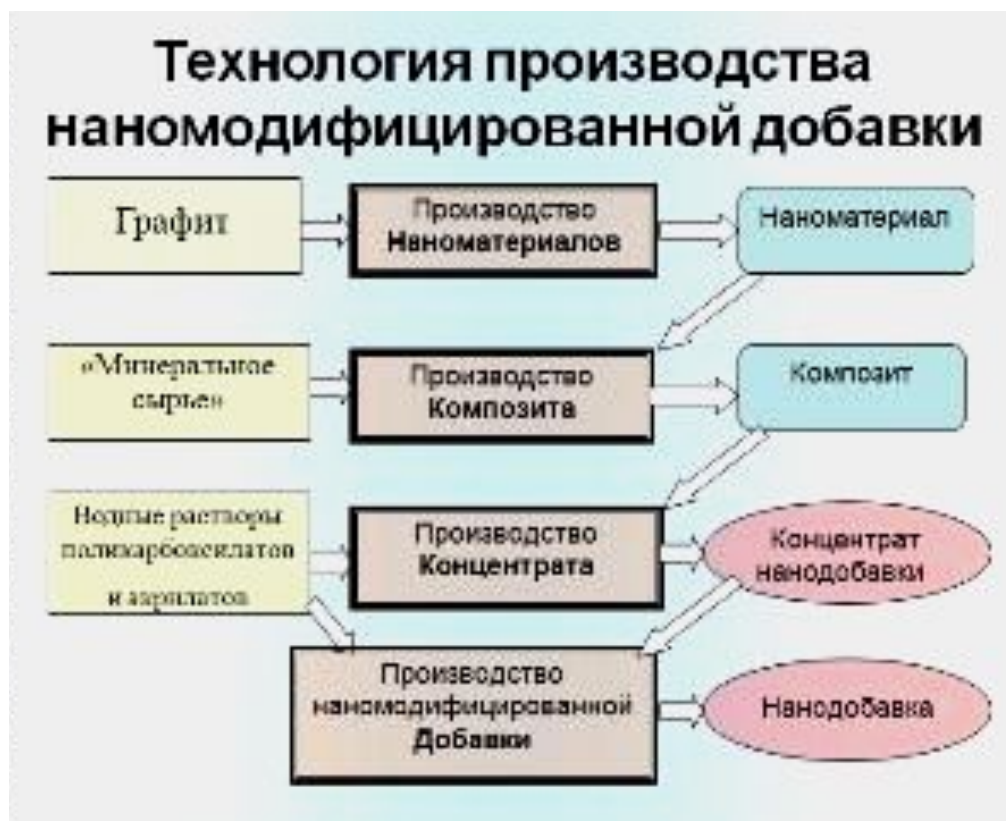 Технология производства
наномодифицированной добавки
Графит
Производство
Наноматериалов
Наноматериал
«Минеральное
сырье»
Производство
Композита
Композит
Водные растворы
поликарбоксилатов
и акрилатов
Производство
Концентрата
Концентрат
нанодобавки
Производство
наномодифицированной
Добавки
Нанодобавка